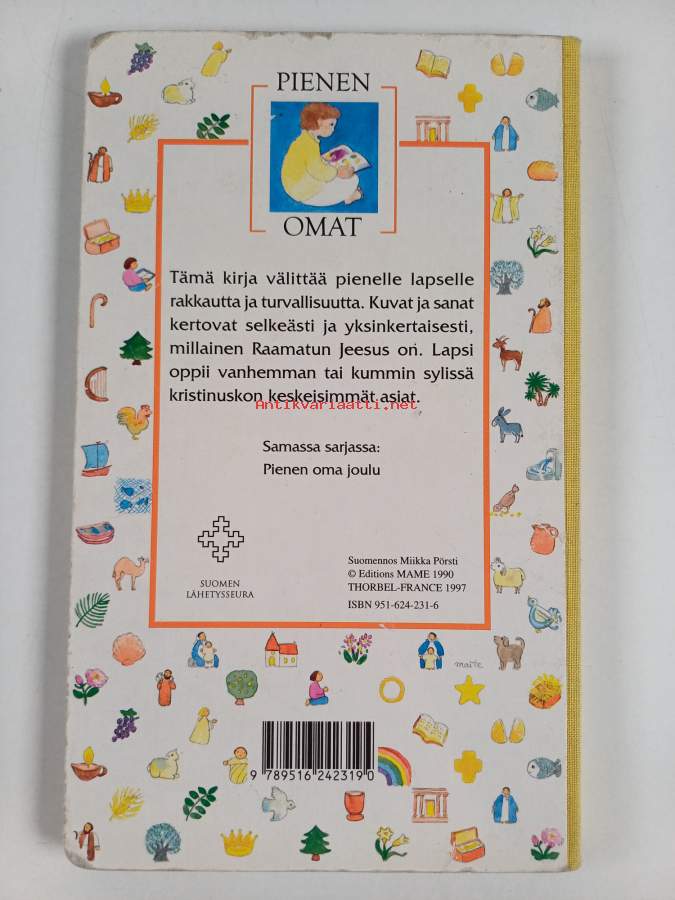 PIENEN
OMAT
Tämä kirja välittää pienelle lapselle
rakkautta ja turvallisuutta. Kuvat ja sanat
kertovat selkeästi ja yksinkertaisesti,
millainen Raamatun Jeesus on. Lapsi
oppii vanhemman tai kummin sylissä
kristinuskon keskeisimmät asiat.
Antikvariaatti.net
Samassa sarjassa:
Pienen oma joulu
SUOMEN
LÄHETYSSEURA
Suomennos Miikka Pörsti
© Editions MAME 1990
THORBEL-FRANCE 1997
ISBN 951-624-231-6
maïte
9 789516 242319 0